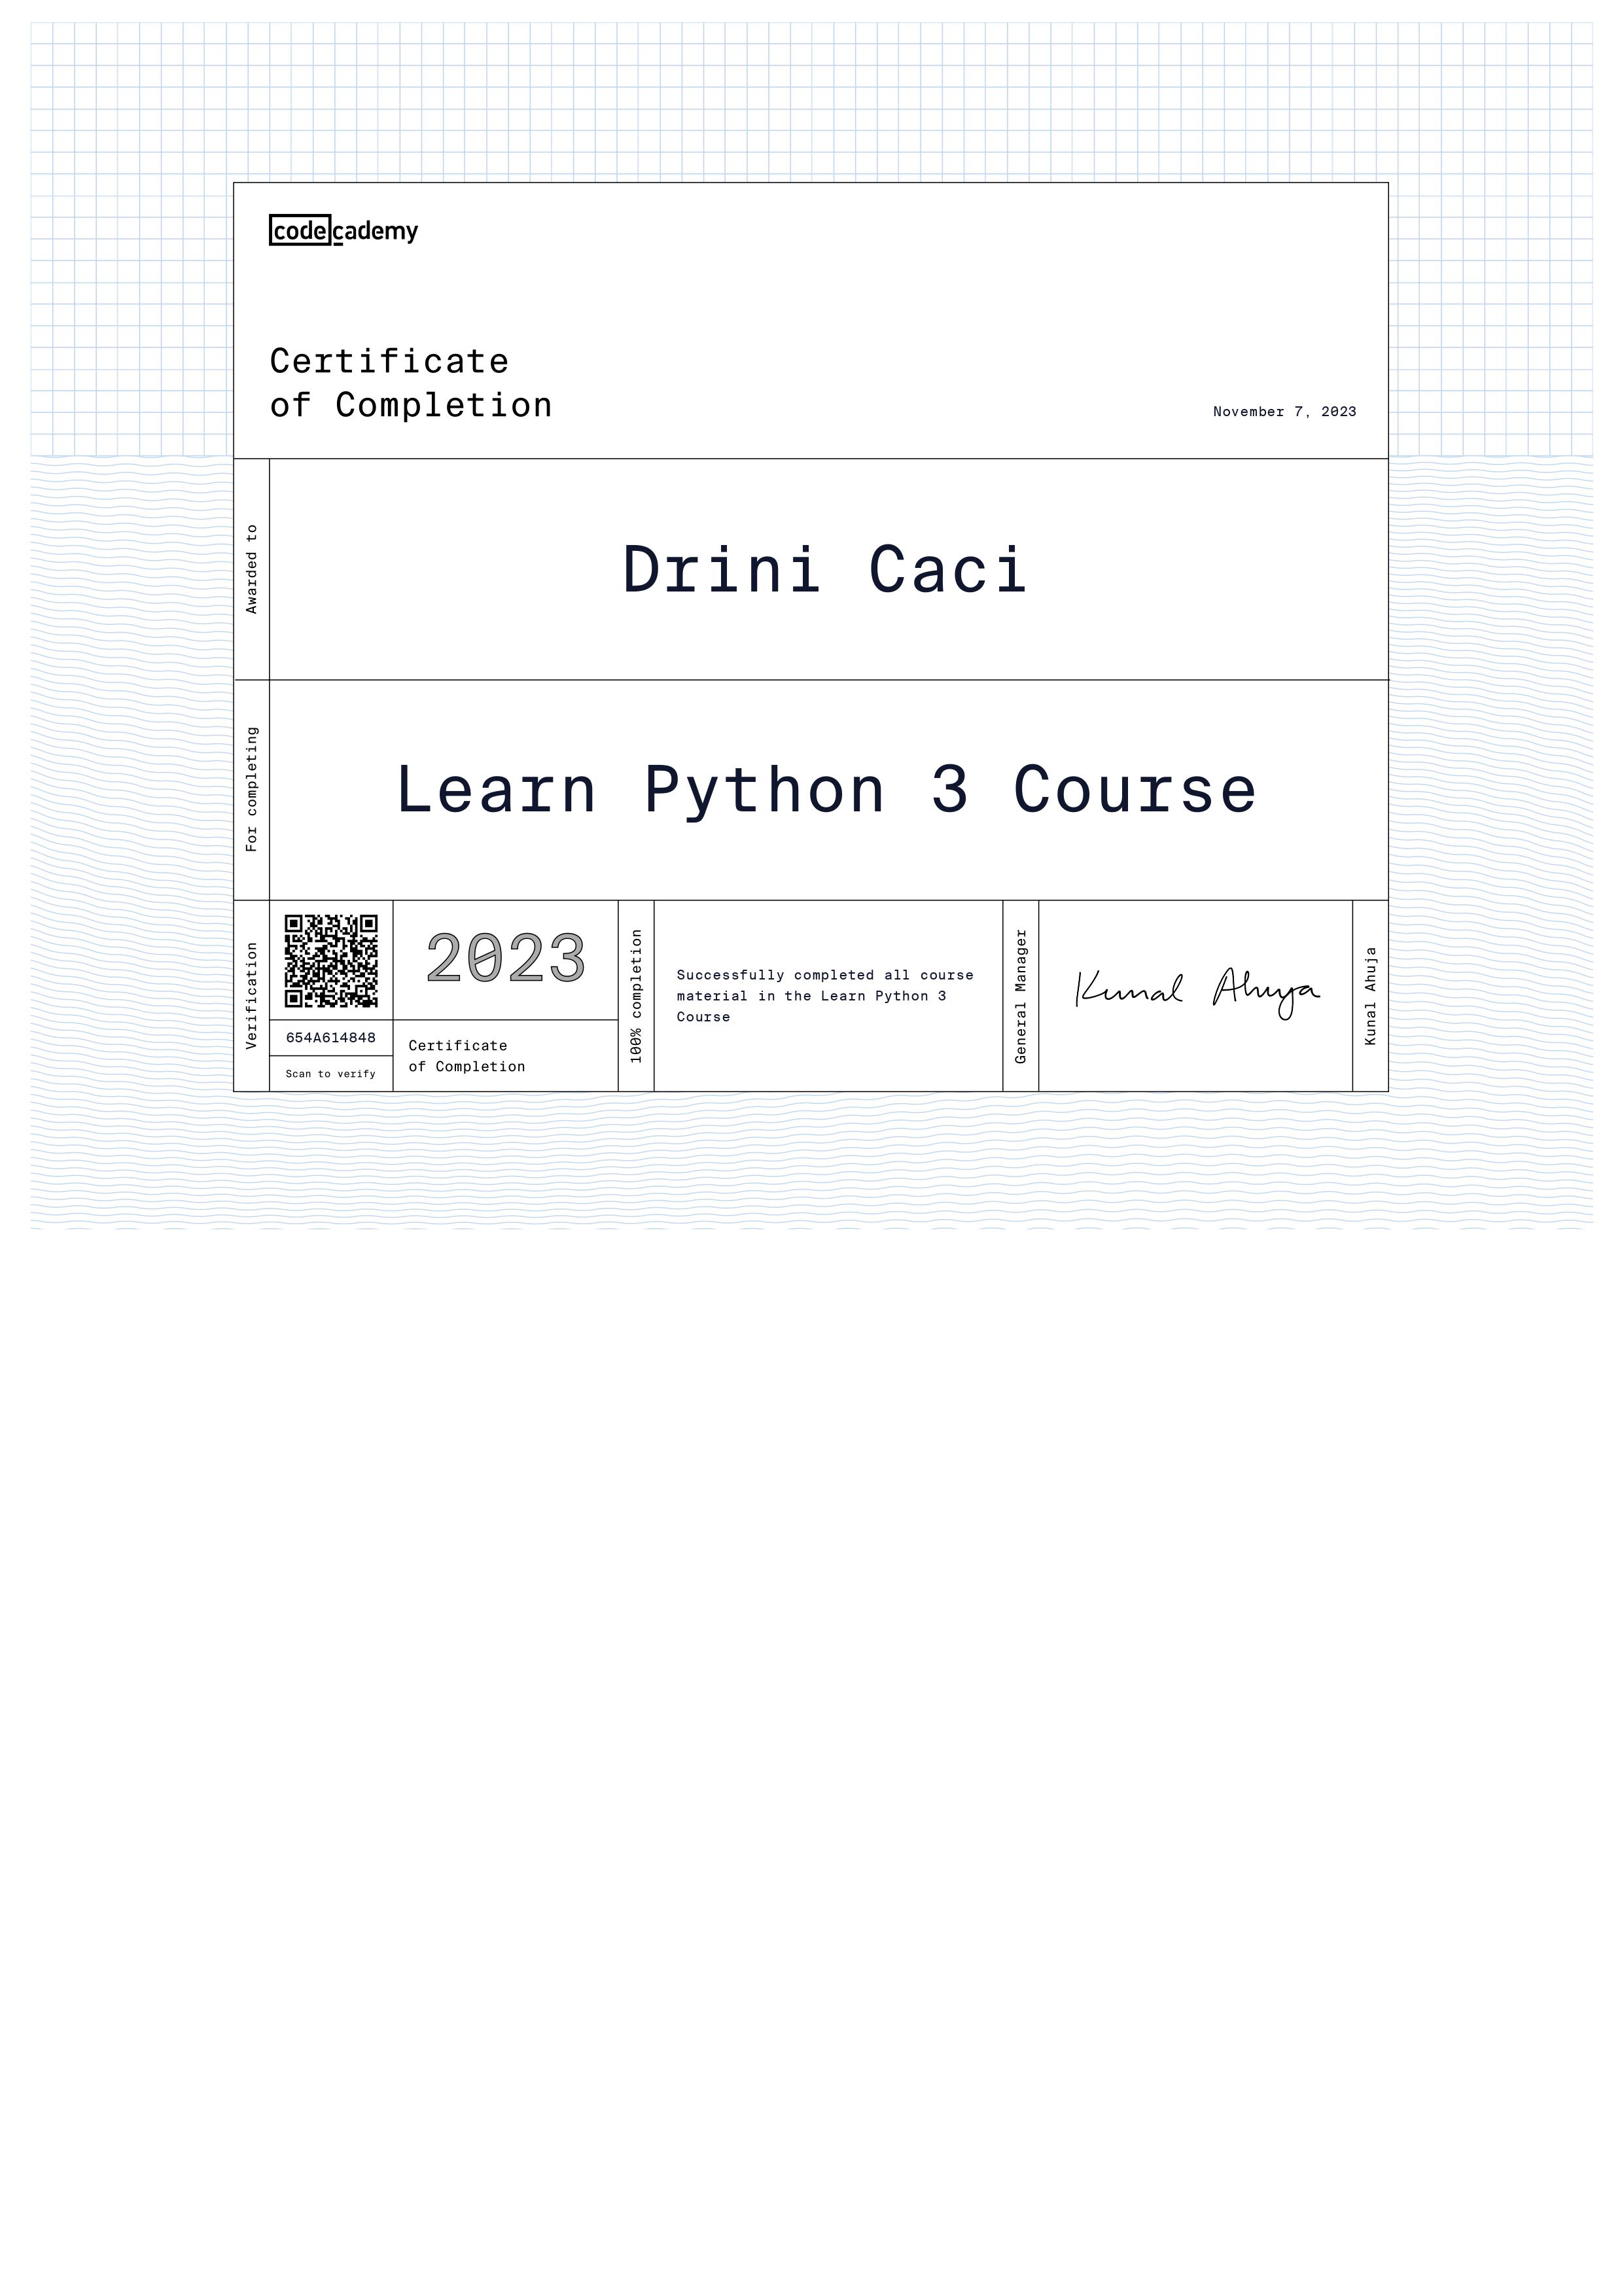 codecademy
Certificate
of Completion
November 7, 2023
Awarded to
Drini Caci
For completing
Learn Python 3 Course
Verification
654A614848
Scan to verify
2023
Certificate
of Completion
100% completion
Successfully completed all course
material in the Learn Python 3
Course
General Manager
Kunal Ahuja
Kunal Ahuja